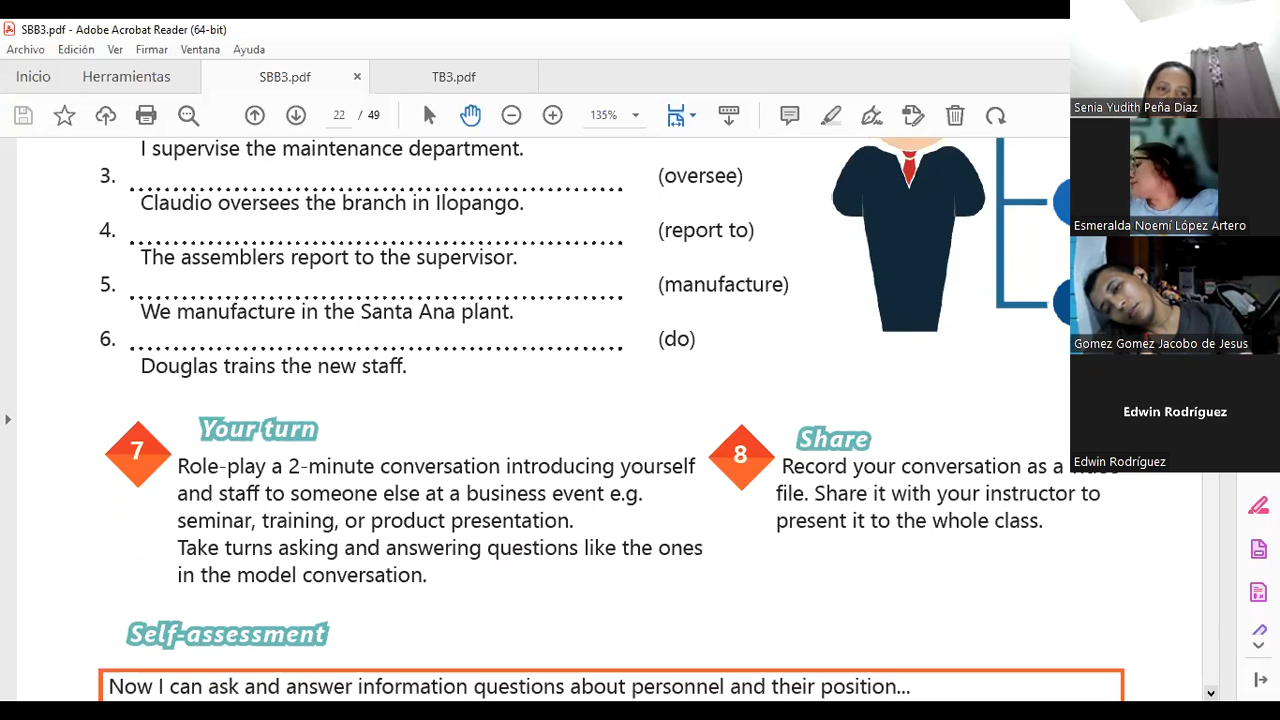 SBB3.pdf - Adobe Acrobat Reader (64-bit)
Archivo Edición Ver Firmar Ventana Ayuda
Inicio Herramientas SBB3.pdf × TB3.pdf
22 / 49 135%
I supervise the maintenance department.
3. (oversee)
Claudio oversees the branch in Ilopango.
4. (report to)
The assemblers report to the supervisor.
5. (manufacture)
We manufacture in the Santa Ana plant.
6. (do)
Douglas trains the new staff.
7 Your turn
Role-play a 2-minute conversation introducing yourself
and staff to someone else at a business event e.g.
seminar, training, or product presentation.
Take turns asking and answering questions like the ones
in the model conversation.
8 Share
Record your conversation as a
file. Share it with your instructor to
present it to the whole class.
Self-assessment
Now I can ask and answer information questions about personnel and their position...
Senia Yudith Peña Diaz
Esmeralda Noemí López Artero
Gomez Gomez Jacobo de Jesus
Edwin Rodríguez
Edwin Rodríguez